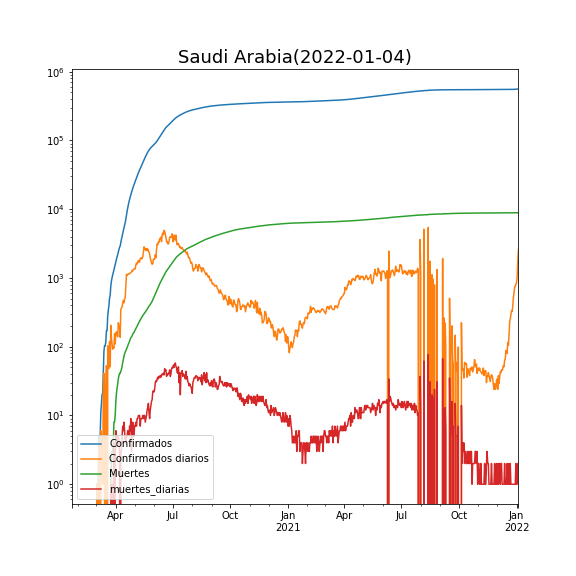 Saudi Arabia(2022-01-04)
10⁶
10⁵
10⁴
10³
10²
10¹
10⁰
Confirmados
Confirmados diarios
Muertes
muertes_diarias
Apr Jul Oct Jan Apr Jul Oct Jan
2021 2022